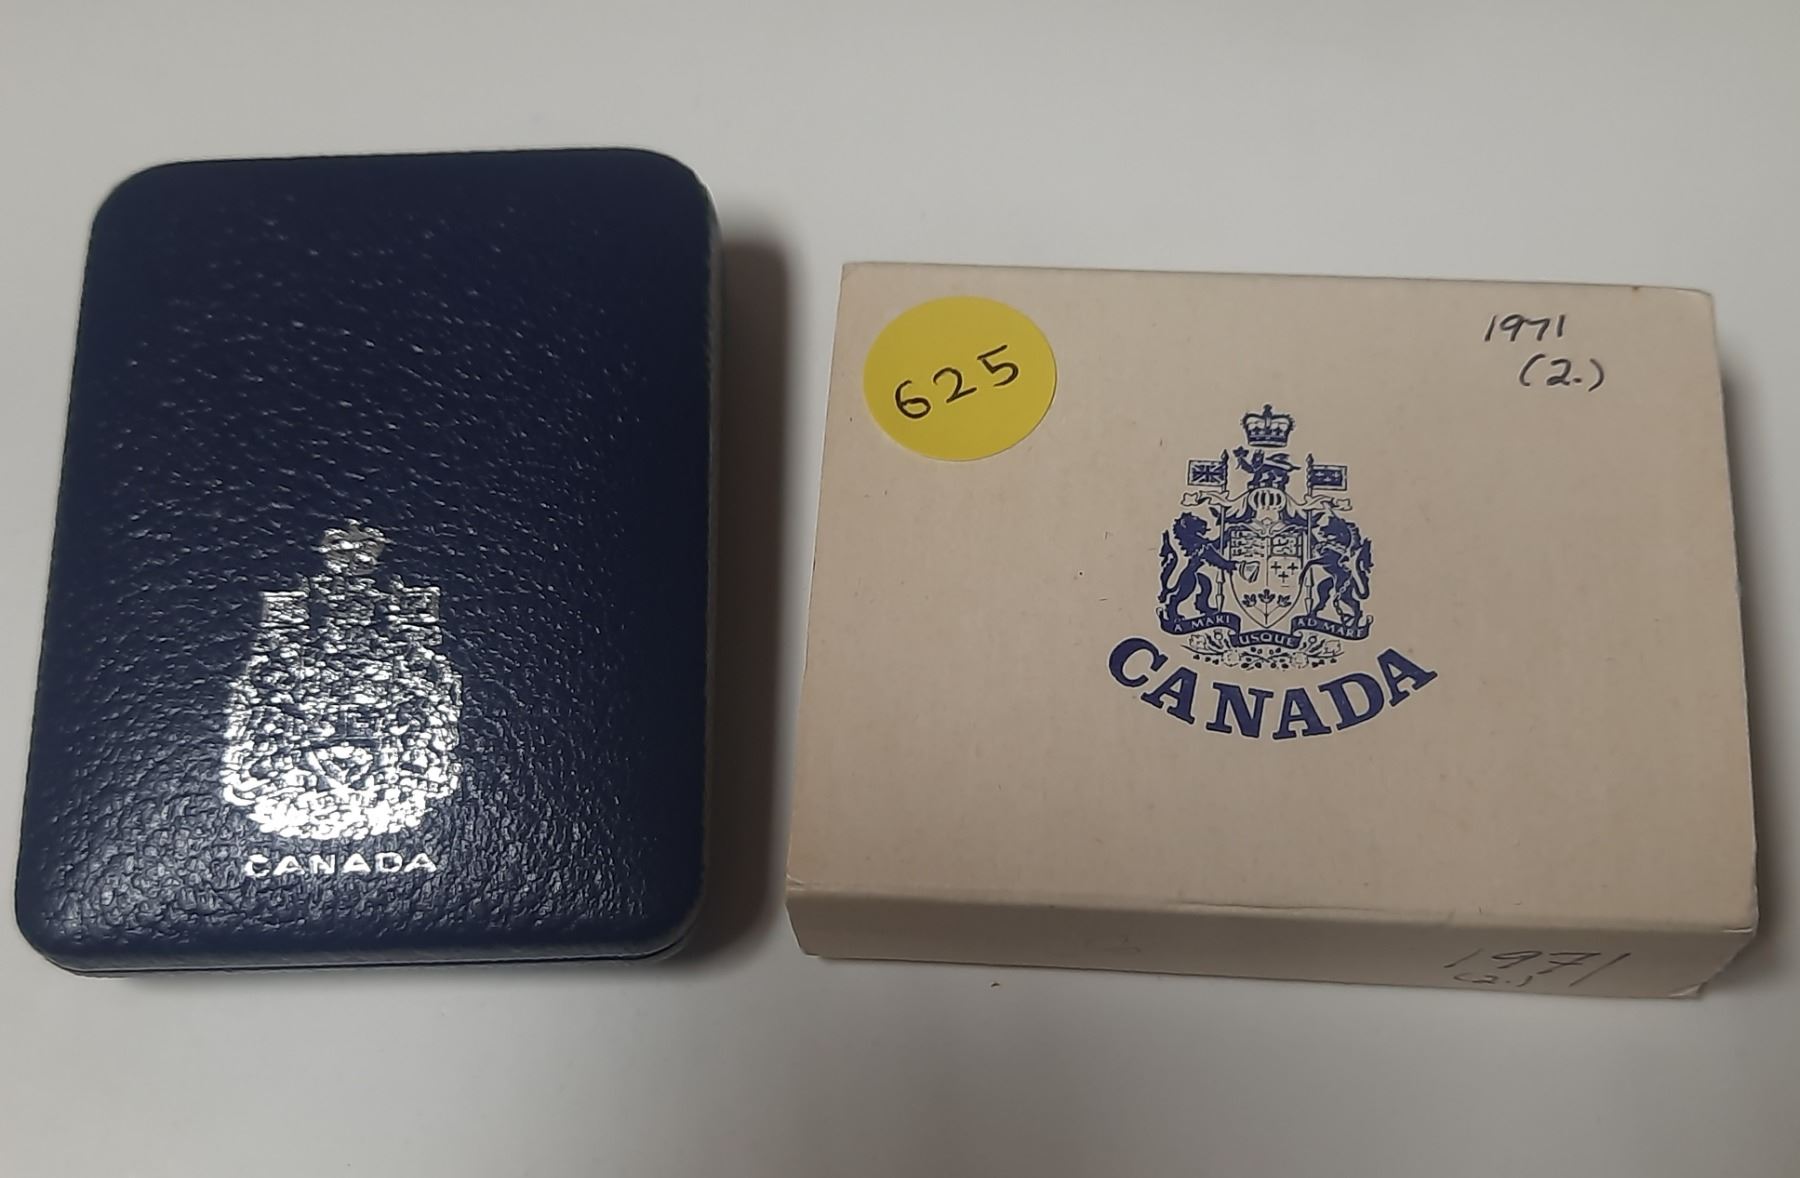 CANADA
625
1971
(2.)
A MARI USQUE AD MARE
CANADA
1971
(2.)